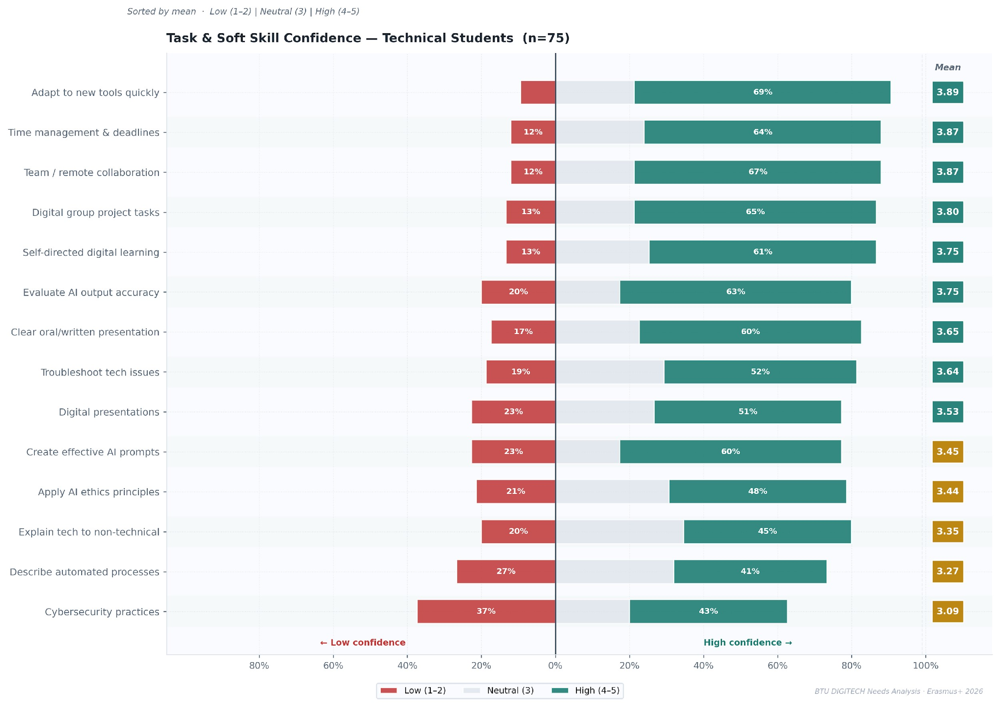 Sorted by mean  ·  Low (1–2) | Neutral (3) | High (4–5)
Task & Soft Skill Confidence — Technical Students  (n=75)
Mean
Adapt to new tools quickly 69% 3.89
Time management & deadlines 12% 64% 3.87
Team / remote collaboration 12% 67% 3.87
Digital group project tasks 13% 65% 3.80
Self-directed digital learning 13% 61% 3.75
Evaluate AI output accuracy 20% 63% 3.75
Clear oral/written presentation 17% 60% 3.65
Troubleshoot tech issues 19% 52% 3.64
Digital presentations 23% 51% 3.53
Create effective AI prompts 23% 60% 3.45
Apply AI ethics principles 21% 48% 3.44
Explain tech to non-technical 20% 45% 3.35
Describe automated processes 27% 41% 3.27
Cybersecurity practices 37% 43% 3.09
← Low confidence High confidence →
80% 60% 40% 20% 0% 20% 40% 60% 80% 100%
Low (1–2) Neutral (3) High (4–5)
BTU DIGITECH Needs Analysis · Erasmus+ 2026